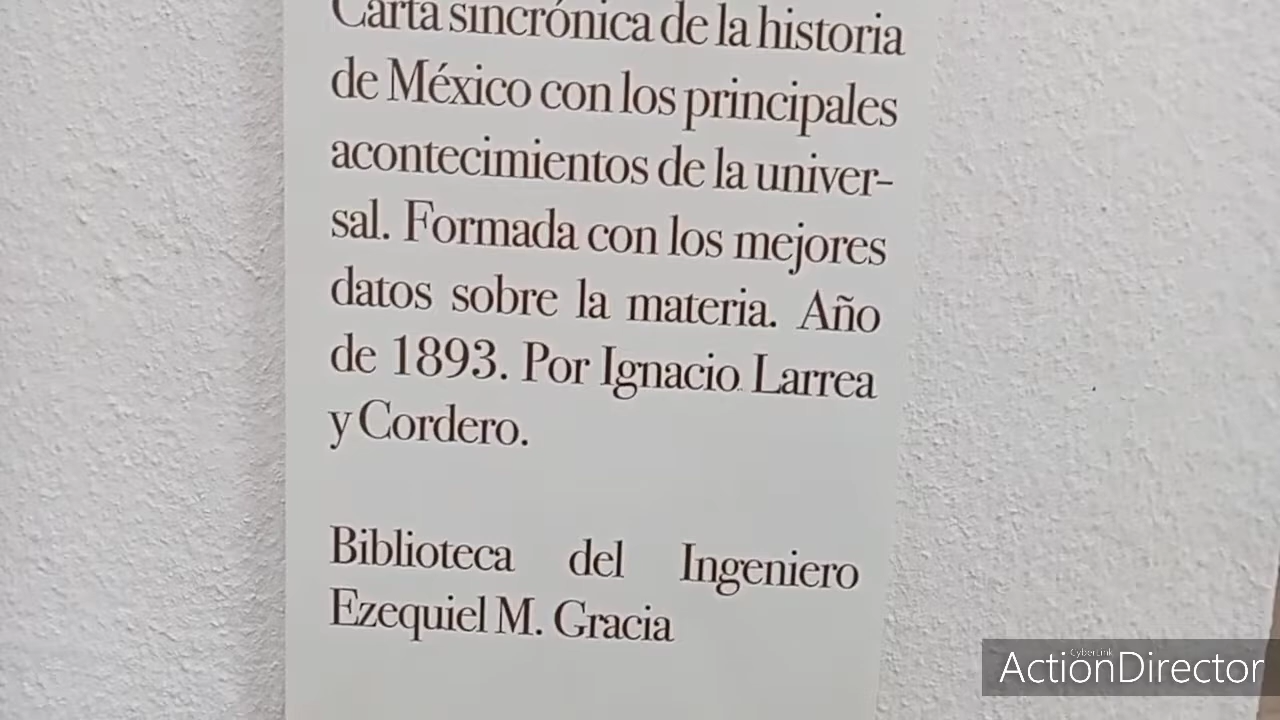 Carta sincrónica de la historia
de México con los principales
acontecimientos de la univer-
sal. Formada con los mejores
datos sobre la materia. Año
de 1893. Por Ignacio Larrea
y Cordero.
Biblioteca del Ingeniero
Ezequiel M. Gracia
CyberLink
ActionDirector